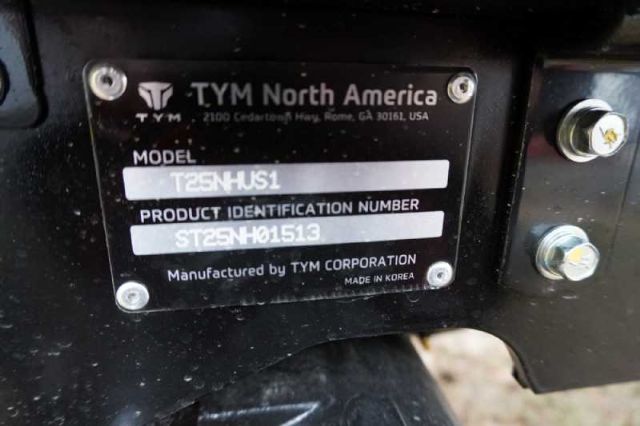 TYM North America
TYM
2100 Cedartown Hwy, Rome, GA 30161, USA
MODEL
T25NHUS1
PRODUCT IDENTIFICATION NUMBER
ST25NH01513
Manufactured by TYM CORPORATION
MADE IN KOREA